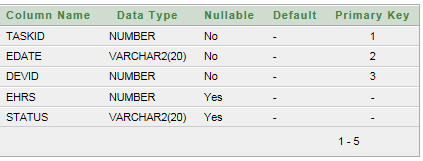 Column Name Data Type Nullable Default Primary Key
TASKID NUMBER No - 1
EDATE VARCHAR2(20) No - 2
DEVID NUMBER No - 3
EHRS NUMBER Yes - -
STATUS VARCHAR2(20) Yes - -
1 - 5